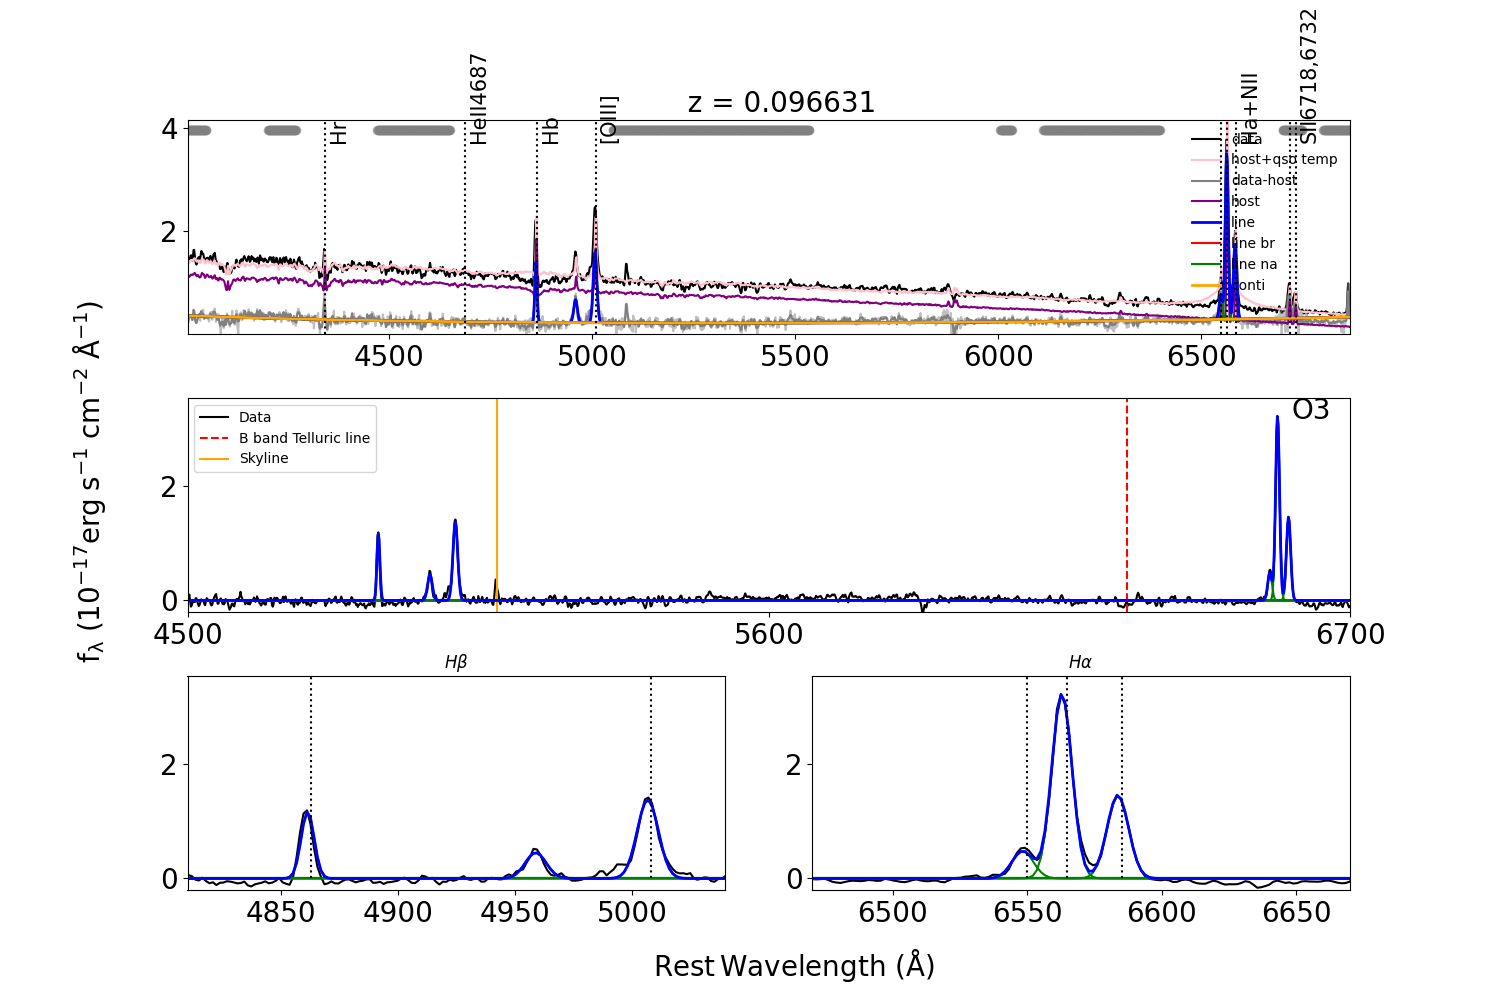 z = 0.096631
Hr
HeII4687
Hb
[OIII]
Ha+NII
SII6718,6732
data
host+qso temp
data-host
host
line
line br
line na
conti
4
2
4500 5000 5500 6000 6500
fλ (10−17erg s−1 cm−2 Å−1)
Data
B band Telluric line
Skyline
O3
2
0
4500 5600 6700
Hβ
2
0
4850 4900 4950 5000
Hα
2
0
6500 6550 6600 6650
Rest Wavelength (Å)